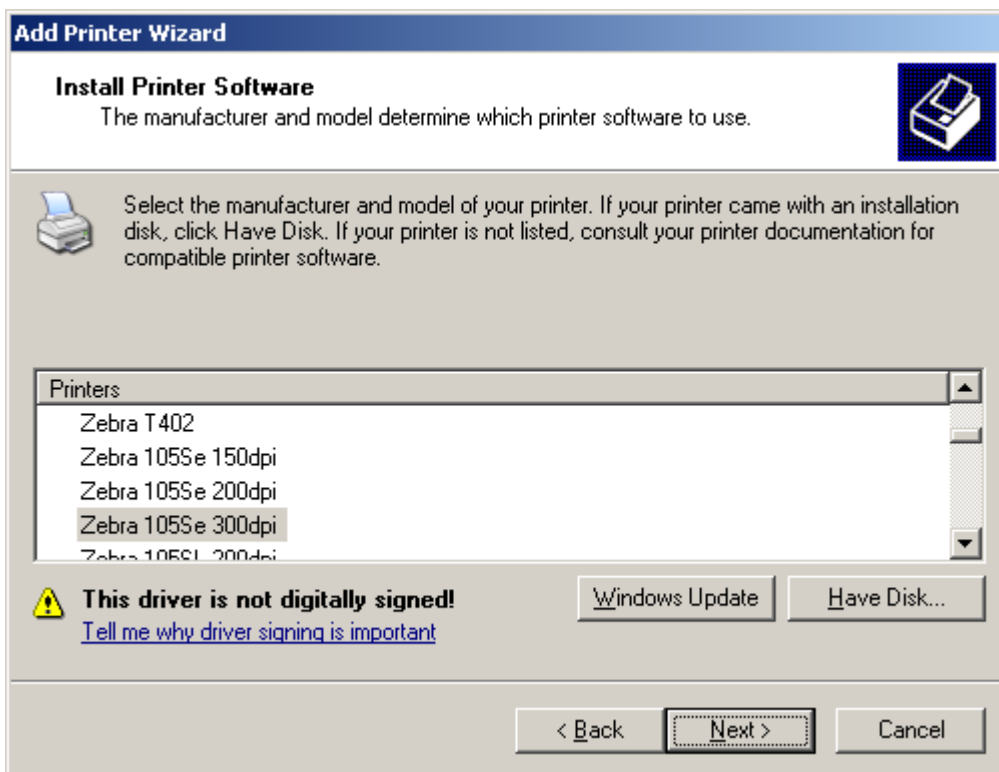 Add Printer Wizard
Install Printer Software
The manufacturer and model determine which printer software to use.
Select the manufacturer and model of your printer. If your printer came with an installation
disk, click Have Disk. If your printer is not listed, consult your printer documentation for
compatible printer software.
Printers
Zebra T402
Zebra 105Se 150dpi
Zebra 105Se 200dpi
Zebra 105Se 300dpi
Zebra 105SL 200dpi
This driver is not digitally signed!
Tell me why driver signing is important
Windows Update
Have Disk...
< Back
Next >
Cancel